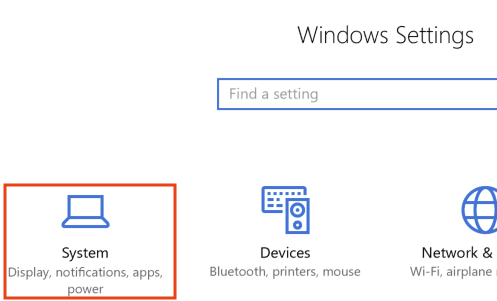 Windows Settings
Find a setting
System
Display, notifications, apps,
power
Devices
Bluetooth, printers, mouse
Network &
Wi-Fi, airplane